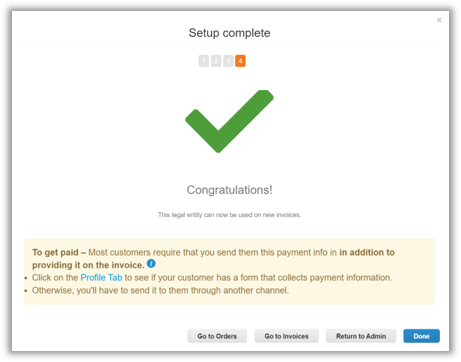 ×
Setup complete
1 2 3 4
Congratulations!
This legal entity can now be used on new invoices.
To get paid – Most customers require that you send them this payment info in in addition to
providing it on the invoice. i
• Click on the Profile Tab to see if your customer has a form that collects payment information.
• Otherwise, you'll have to send it to them through another channel.
Go to Orders Go to Invoices Return to Admin Done